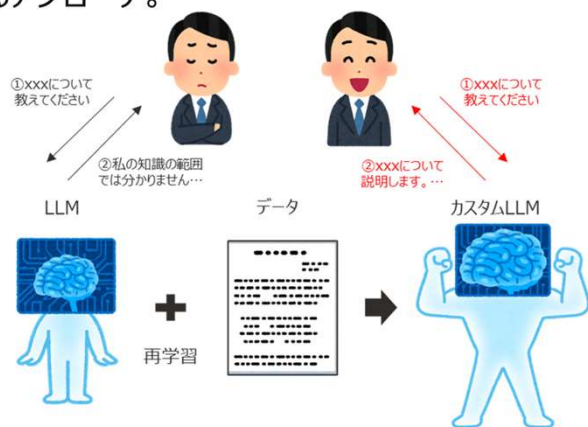 アプローチ。
①xxxについて
教えてください
②私の知識の範囲
では分かりません…
①xxxについて
教えてください
②xxxについて
説明します。…
LLM
データ
カスタムLLM
再学習